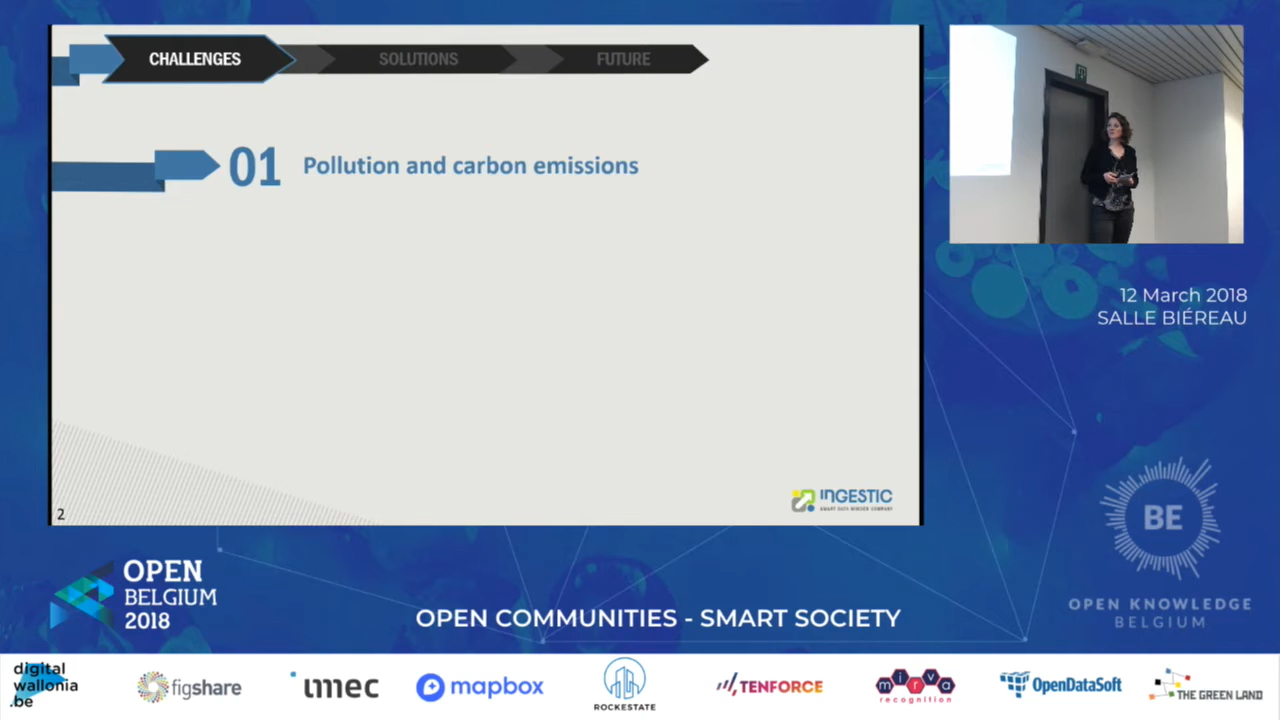 CHALLENGES
SOLUTIONS
FUTURE
01 Pollution and carbon emissions
2
INGESTIC
12 March 2018
SALLE BIÉREAU
OPEN
BELGIUM
2018
OPEN COMMUNITIES - SMART SOCIETY
BE
OPEN KNOWLEDGE
BELGIUM
digital
wallonia
.be
figshare
imec
mapbox
ROCKESTATE
TENFORCE
mirva
recognition
OpenDataSoft
THE GREEN LAND